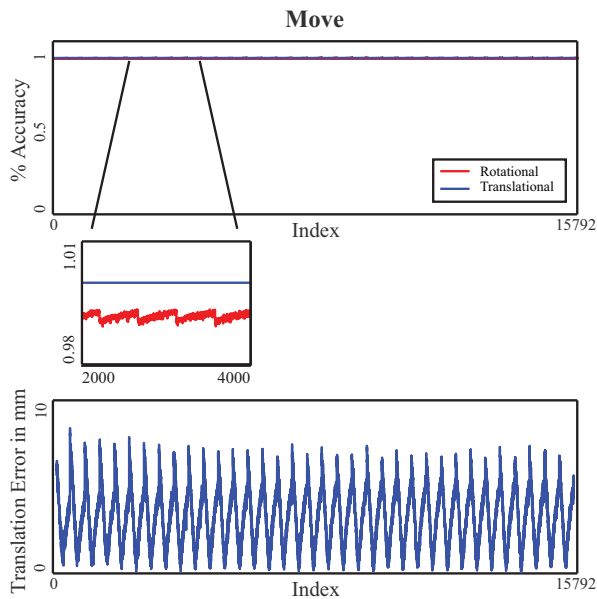 Move
% Accuracy
1
0.5
0
Rotational
Translational
0
Index
15792
1.01
0.98
2000
4000
Translation Error in mm
10
0
0
Index
15792